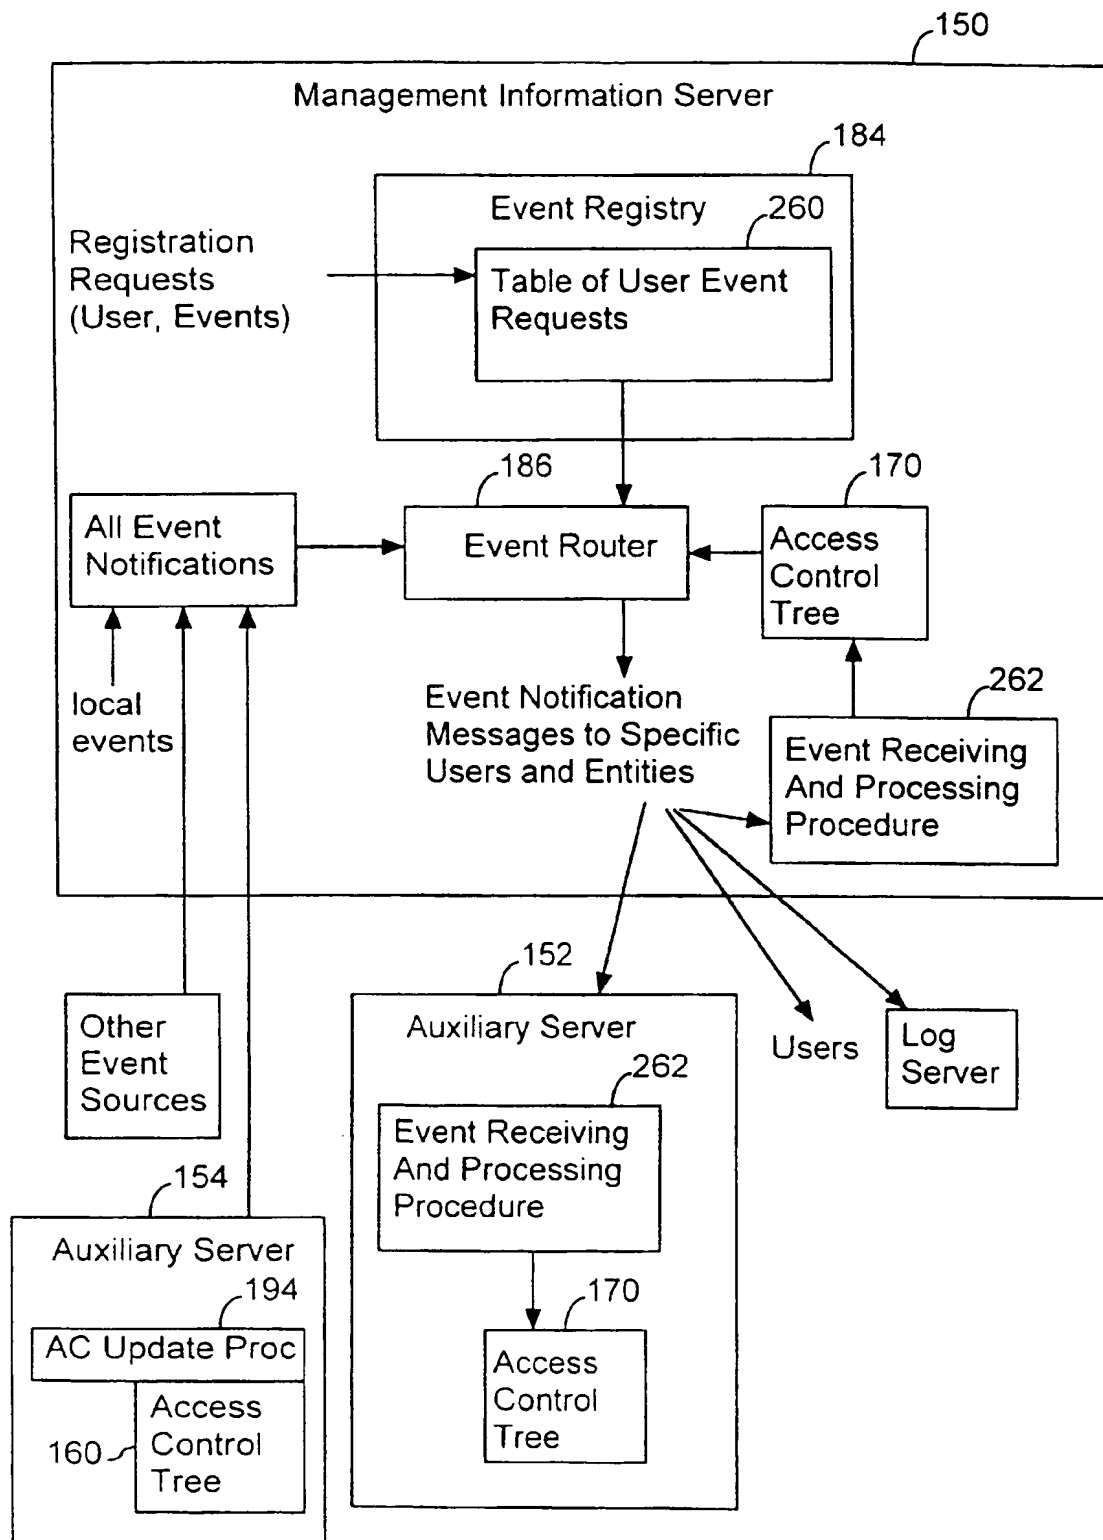 150
Management Information Server
184
Event Registry
260
Registration
Requests
(User, Events)
Table of User Event
Requests
186
170
All Event
Notifications
Event Router
Access
Control
Tree
local
events
Event Notification
Messages to Specific
Users and Entities
262
Event Receiving
And Processing
Procedure
152
Other
Event
Sources
Auxiliary Server
Users
Log
Server
262
Event Receiving
And Processing
Procedure
154
Auxiliary Server
194
AC Update Proc
170
Access
Control
Tree
Access
Control
Tree
160